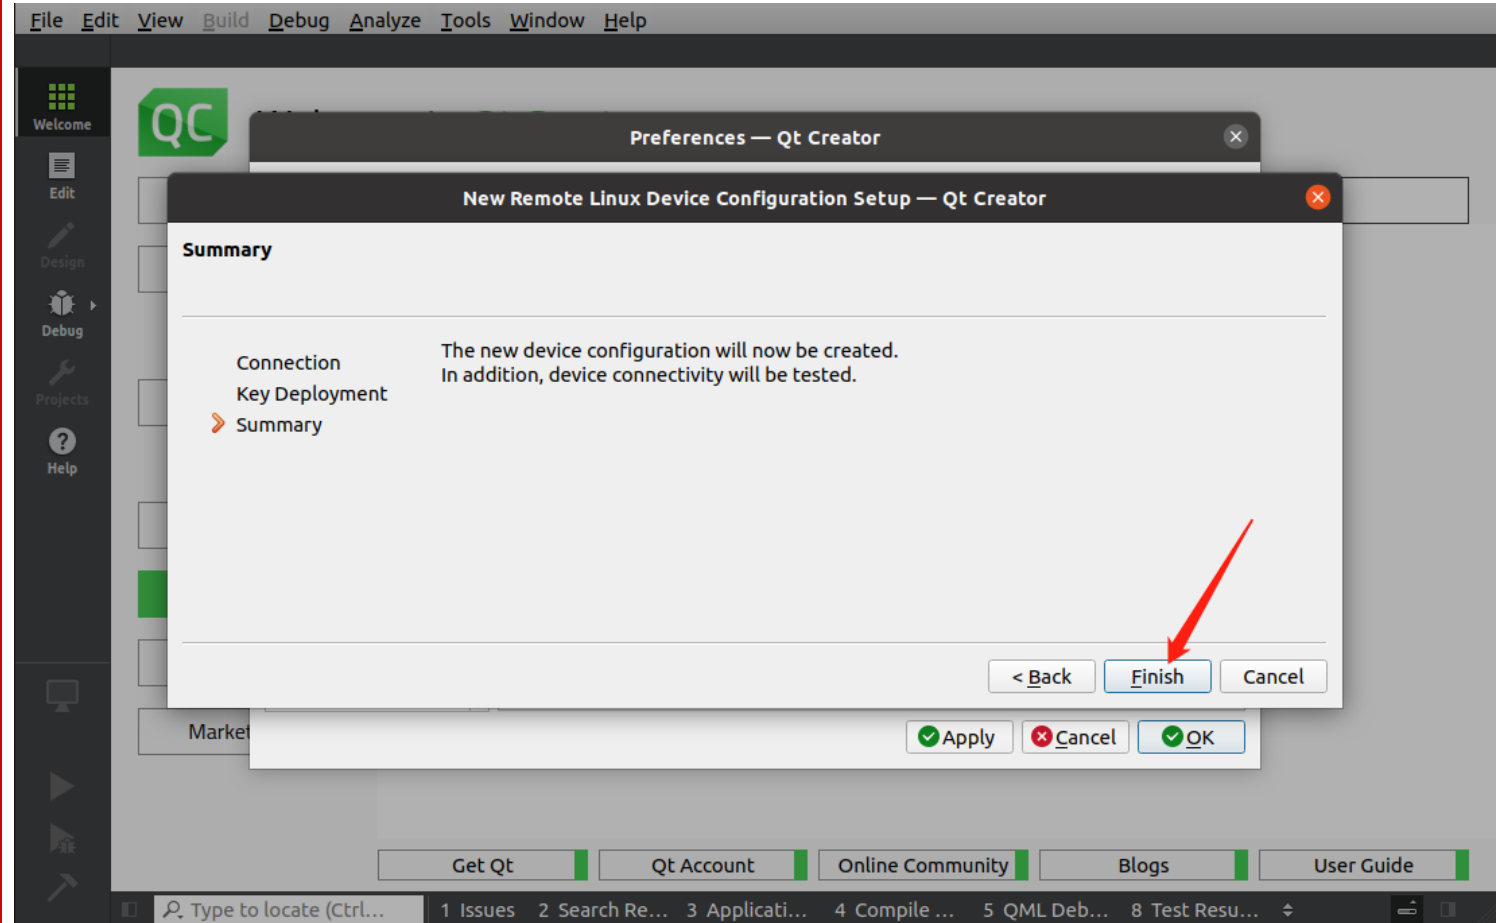 File Edit View Build Debug Analyze Tools Window Help
QC
Welcome
Edit
Design
Debug
Projects
Help
Preferences — Qt Creator
New Remote Linux Device Configuration Setup — Qt Creator
Summary
Connection
Key Deployment
Summary
The new device configuration will now be created.
In addition, device connectivity will be tested.
< Back Finish Cancel
Market
Apply Cancel OK
Get Qt Qt Account Online Community Blogs User Guide
Type to locate (Ctrl... 1 Issues 2 Search Re... 3 Applicati... 4 Compile ... 5 QML Deb... 8 Test Resu...